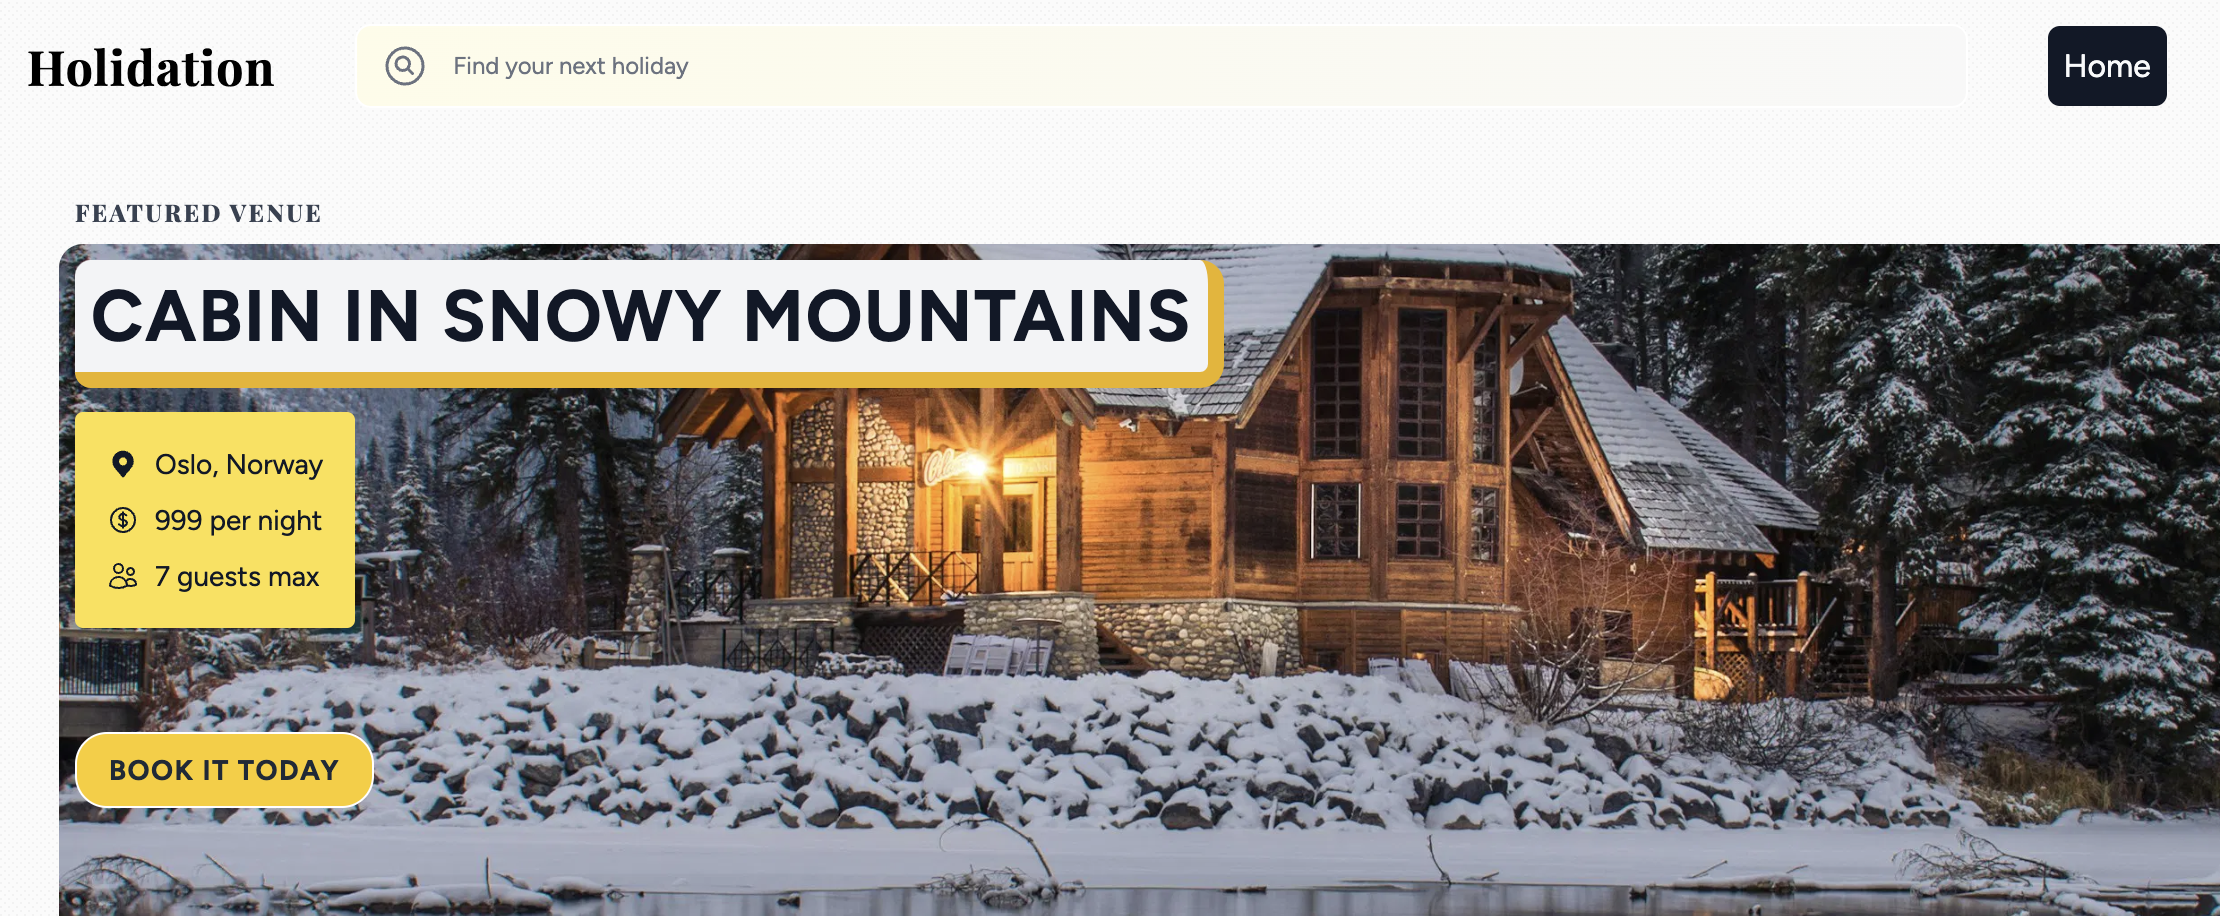 Holidation
Find your next holiday
Home
FEATURED VENUE
CABIN IN SNOWY MOUNTAINS
Oslo, Norway
999 per night
7 guests max
BOOK IT TODAY